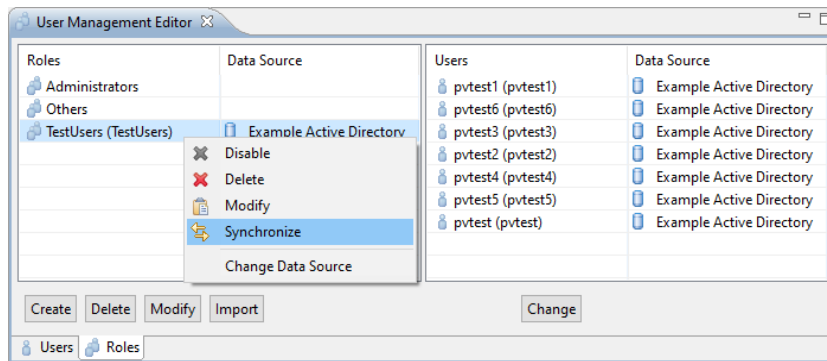 User Management Editor
Roles Data Source
Administrators
Others
TestUsers (TestUsers) Example Active Directory
Disable
Delete
Modify
Synchronize
Change Data Source
Users Data Source
pvtest1 (pvtest1) Example Active Directory
pvtest6 (pvtest6) Example Active Directory
pvtest3 (pvtest3) Example Active Directory
pvtest2 (pvtest2) Example Active Directory
pvtest4 (pvtest4) Example Active Directory
pvtest5 (pvtest5) Example Active Directory
pvtest (pvtest) Example Active Directory
Create Delete Modify Import Change
Users Roles